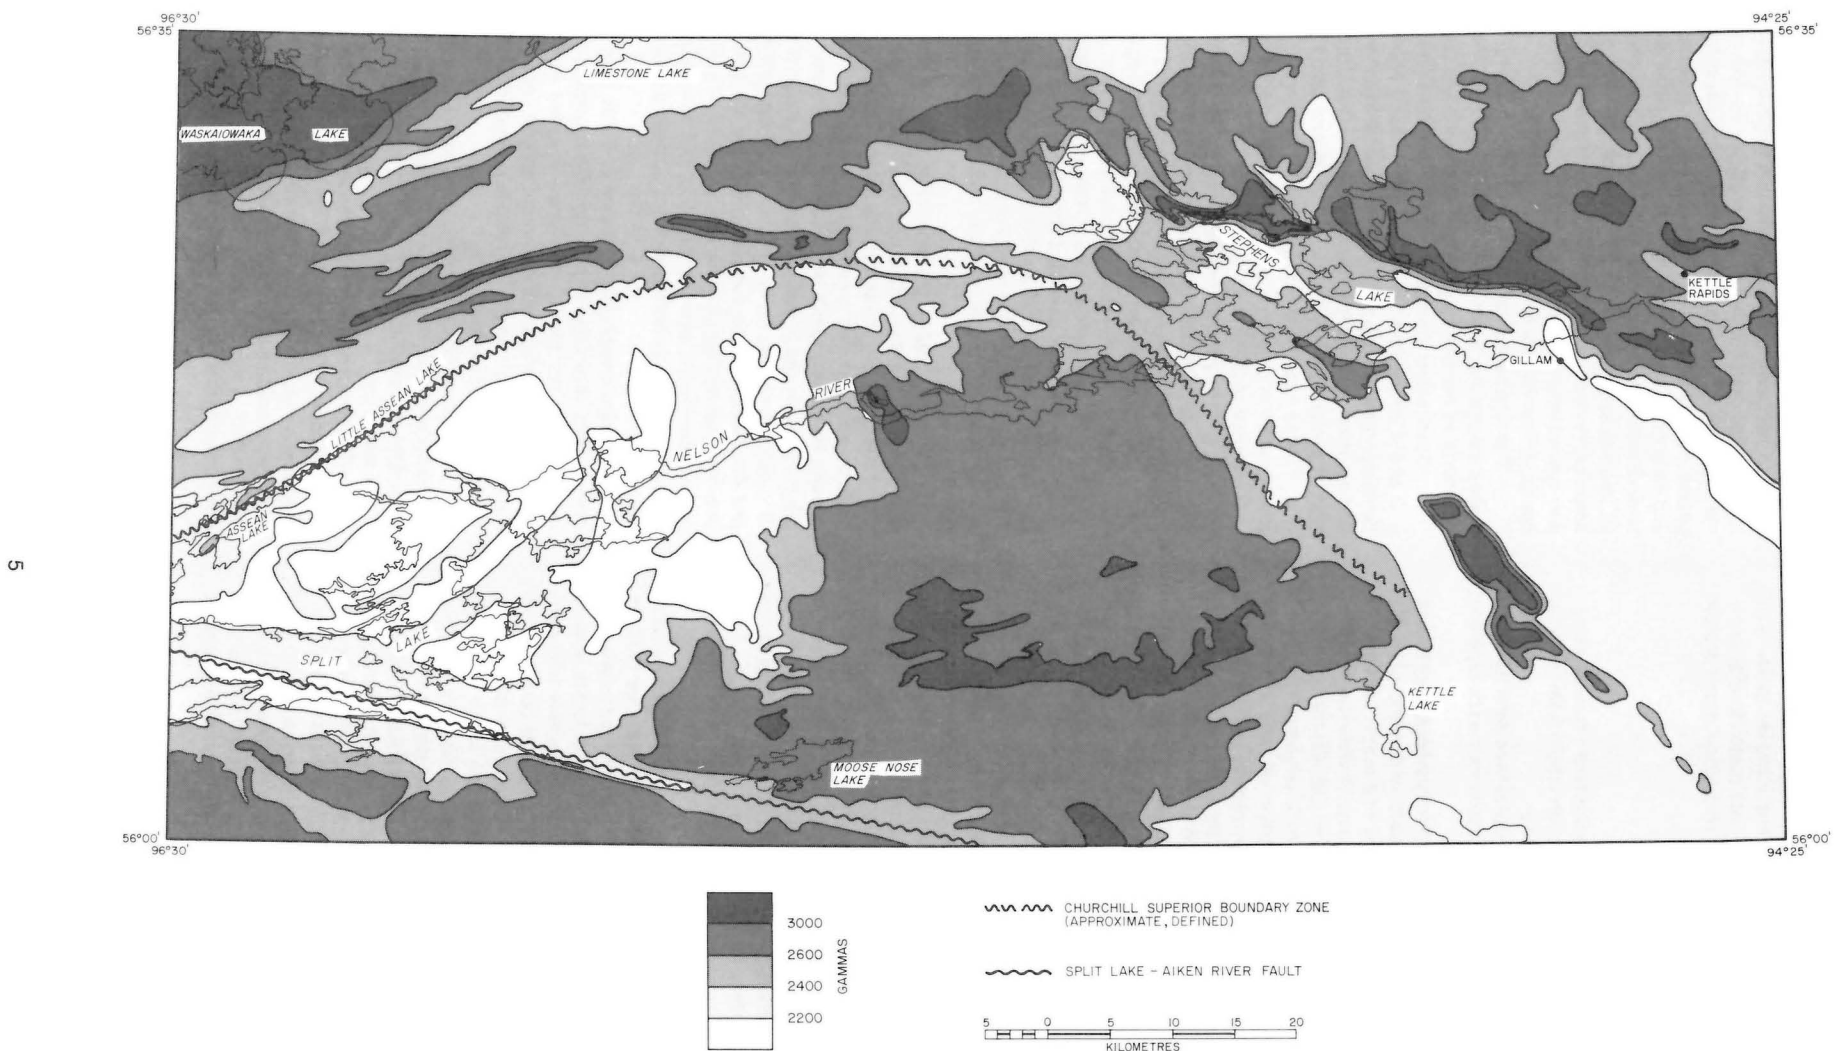 96°30'
94°25'
56°35'
56°35'
LIMESTONE LAKE
WASKAIOWAKA LAKE
STEPHENS
LAKE
KETTLE
RAPIDS
GILLAM
LITTLE ASSEAN LAKE
RIVER
NELSON
ASSEAN
LAKE
LAKE
SPLIT
KETTLE
LAKE
MOOSE NOSE
LAKE
5
56°00'
56°00'
96°30'
94°25'
3000
2600
2400
2200
GAMMAS
CHURCHILL SUPERIOR BOUNDARY ZONE
(APPROXIMATE, DEFINED)
SPLIT LAKE – AIKEN RIVER FAULT
5 0 5 10 15 20
KILOMETRES